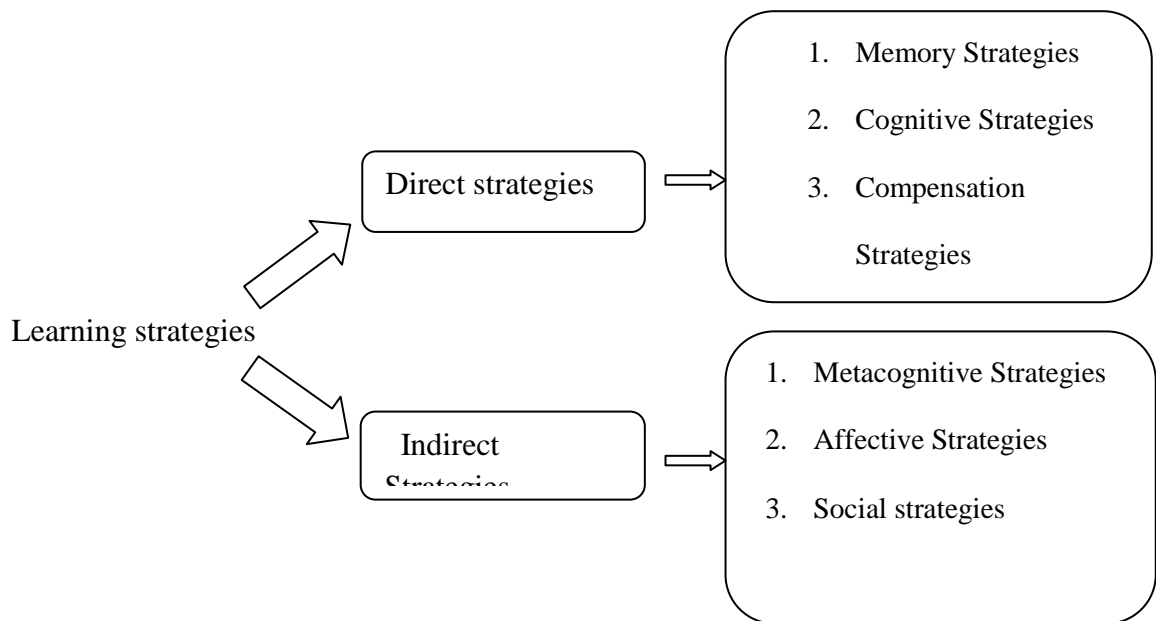 Learning strategies
Direct strategies
1. Memory Strategies
2. Cognitive Strategies
3. Compensation
Strategies
Indirect
Strategies
1. Metacognitive Strategies
2. Affective Strategies
3. Social strategies